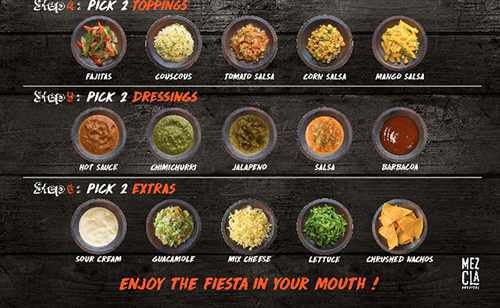 Step 4: PICK 2 TOPPINGS
FAJITAS COUSCOUS TOMATO SALSA CORN SALSA MANGO SALSA
Step 5: PICK 2 DRESSINGS
HOT SAUCE CHIMICHURRI JALAPENO SALSA BARBACOA
Step 6: PICK 2 EXTRAS
SOUR CREAM GUACAMOLE MIX CHEESE LETTUCE CHRUSHED NACHOS
ENJOY THE FIESTA IN YOUR MOUTH !
MEZ
CLA